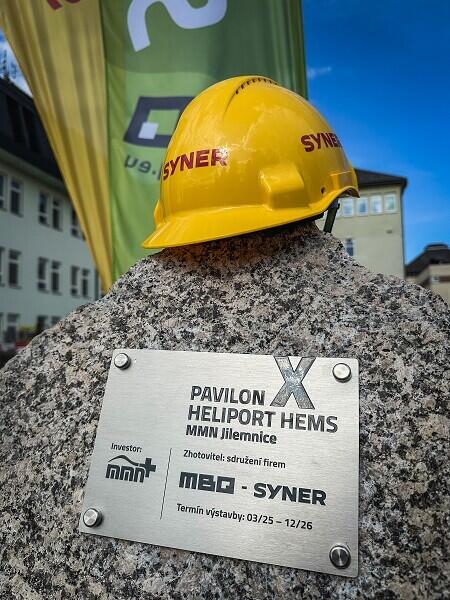 SYNER
SYNER
PAVILON X
HELIPORT HEMS
MMN Jilemnice
Investor:
mmn+
Zhotovitel: sdružení firem
MBQ - SYNER
Termín výstavby: 03/25 – 12/26